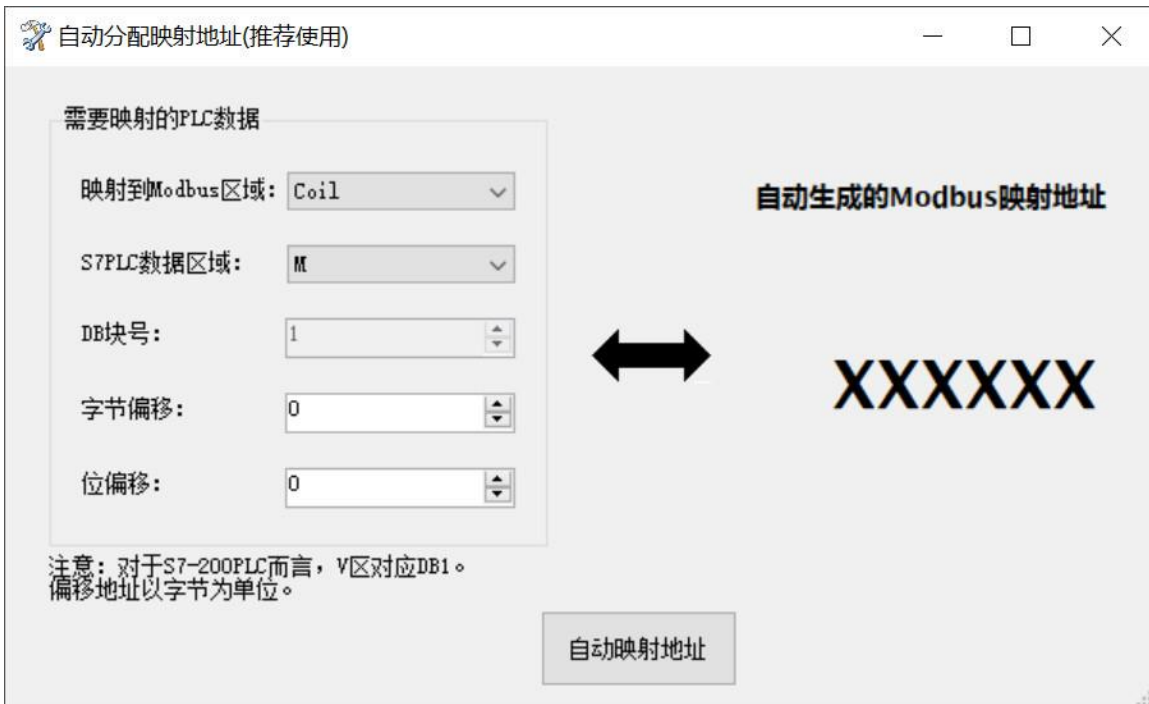 自动分配映射地址(推荐使用)
需要映射的PLC数据
映射到Modbus区域: Coil
S7PLC数据区域: M
DB块号: 1
字节偏移: 0
位偏移: 0
注意: 对于S7-200PLC而言，V区对应DB1。
偏移地址以字节为单位。
自动生成的Modbus映射地址
XXXXXX
自动映射地址